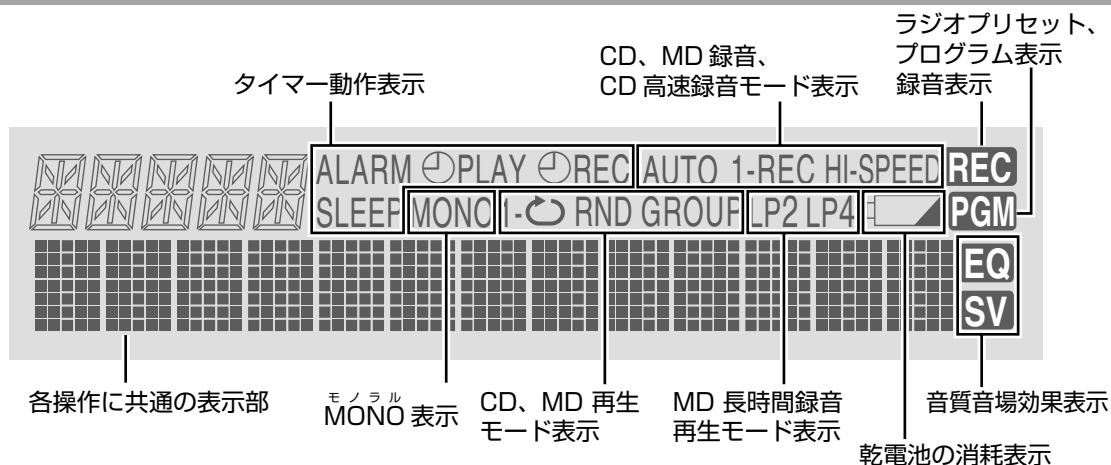 ラジオプリセット、
プログラム表示
録音表示
CD、MD 録音、
CD 高速録音モード表示
タイマー動作表示
ALARM PLAY REC AUTO 1-REC HI-SPEED REC
SLEEP MONO 1- RND GROUP LP2 LP4 PGM
EQ
SV
各操作に共通の表示部
モノラル
MONO 表示
CD、MD 再生
モード表示
MD 長時間録音
再生モード表示
音質音場効果表示
乾電池の消耗表示